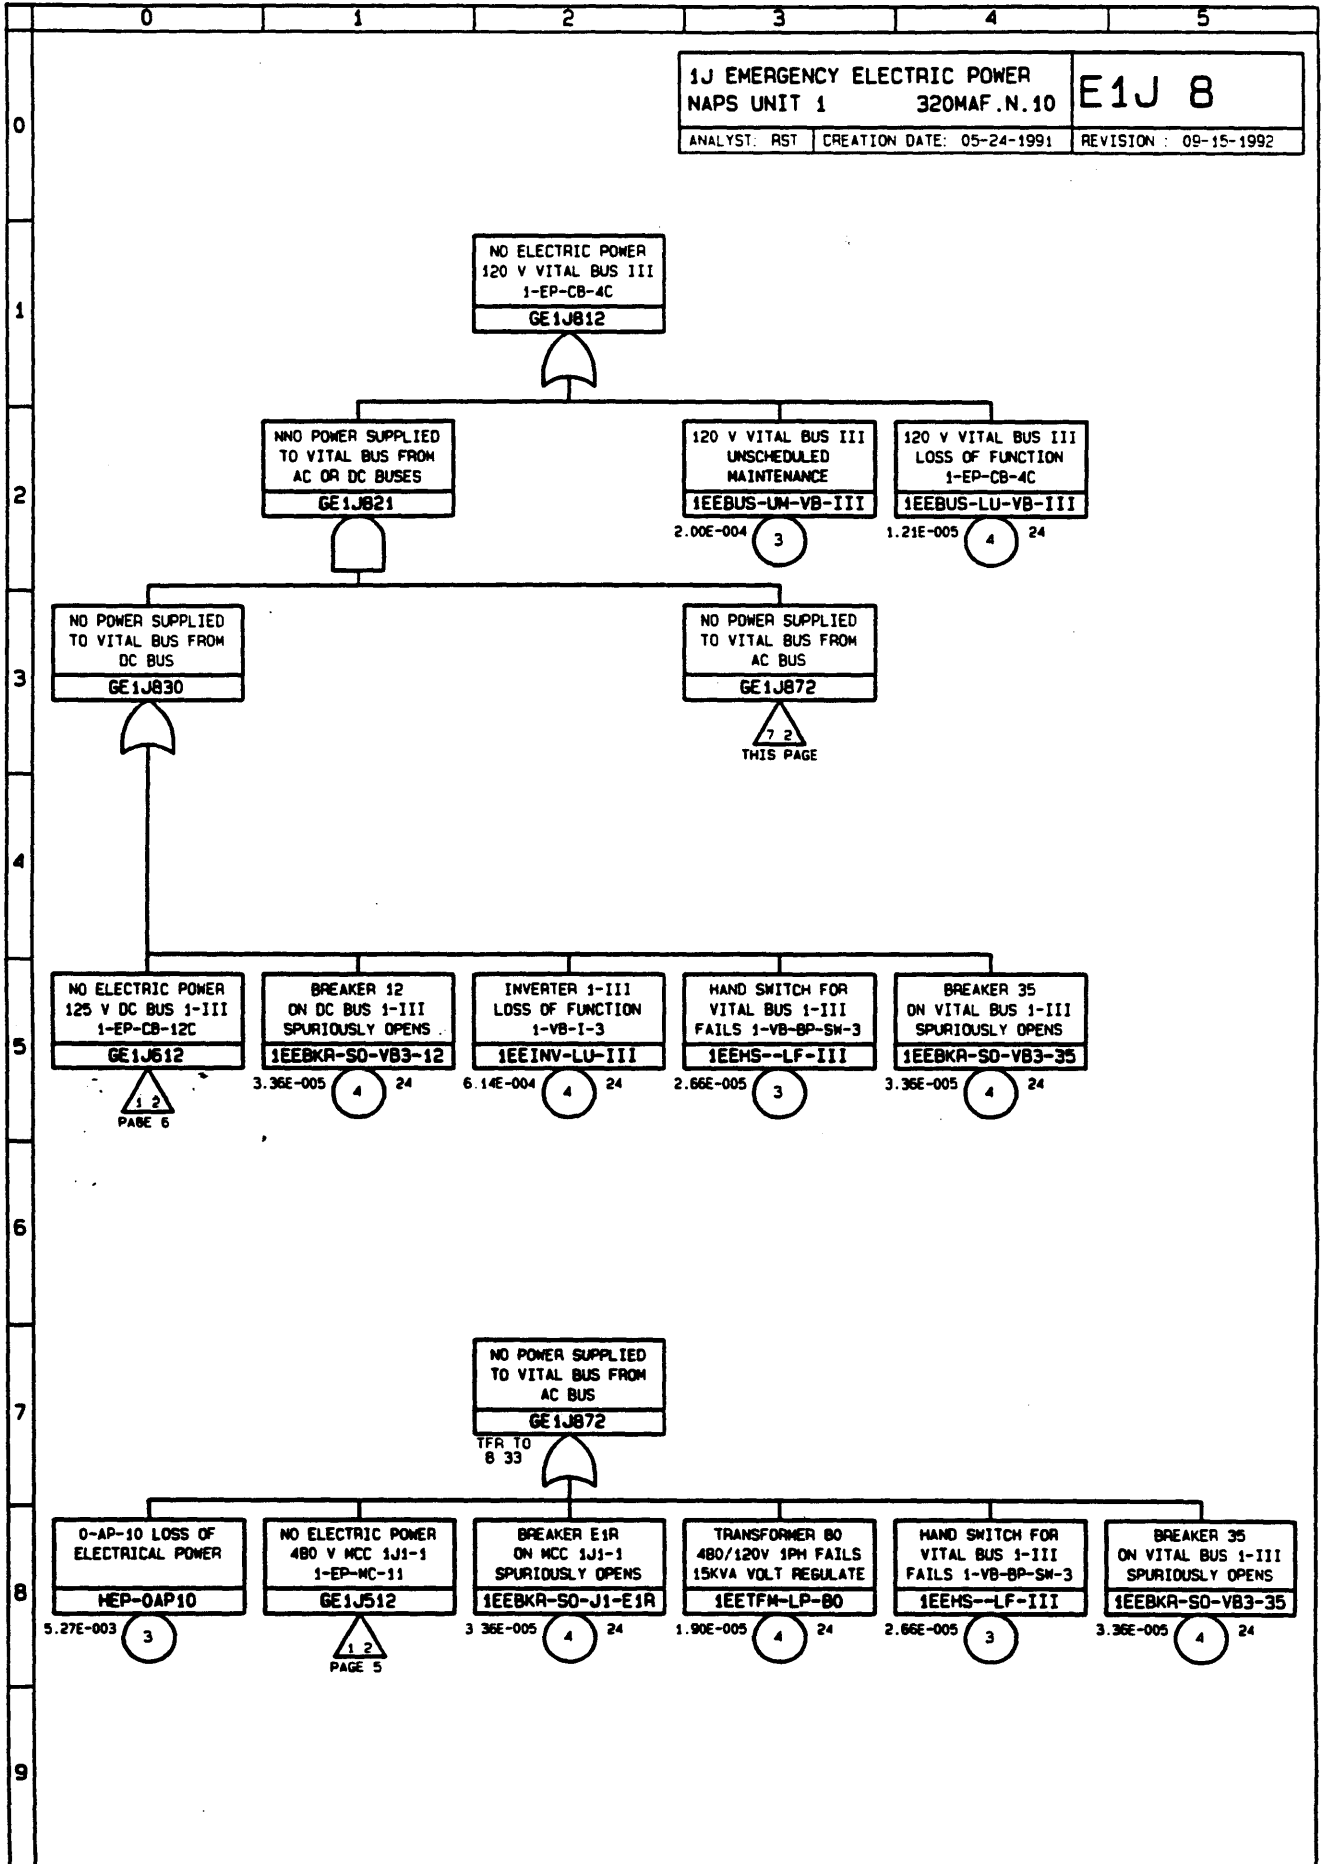 0 1 2 3 4 5
1J EMERGENCY ELECTRIC POWER
NAPS UNIT 1 320MAF.N.10
E1J 8
ANALYST: RST CREATION DATE: 05-24-1991 REVISION : 09-15-1992
0
NO ELECTRIC POWER
120 V VITAL BUS III
1-EP-CB-4C
GE1J812
1
NNO POWER SUPPLIED
TO VITAL BUS FROM
AC OR DC BUSES
GE1J821
120 V VITAL BUS III
UNSCHEDULED
MAINTENANCE
1EEBUS-UM-VB-III
2.00E-004 3
120 V VITAL BUS III
LOSS OF FUNCTION
1-EP-CB-4C
1EEBUS-LU-VB-III
1.21E-005 4 24
2
NO POWER SUPPLIED
TO VITAL BUS FROM
DC BUS
GE1J830
NO POWER SUPPLIED
TO VITAL BUS FROM
AC BUS
GE1J872
7 2
THIS PAGE
3
4
NO ELECTRIC POWER
125 V DC BUS 1-III
1-EP-CB-12C
GE1J612
1 2
PAGE 6
BREAKER 12
ON DC BUS 1-III
SPURIOUSLY OPENS
1EEBKR-SO-VB3-12
3.36E-005 4 24
INVERTER 1-III
LOSS OF FUNCTION
1-VB-I-3
1EEINV-LU-III
6.14E-004 4 24
HAND SWITCH FOR
VITAL BUS 1-III
FAILS 1-VB-BP-SW-3
1EEHS--LF-III
2.66E-005 3
BREAKER 35
ON VITAL BUS 1-III
SPURIOUSLY OPENS
1EEBKR-SO-VB3-35
3.36E-005 4 24
5
6
NO POWER SUPPLIED
TO VITAL BUS FROM
AC BUS
GE1J872
TFR TO
8 33
7
0-AP-10 LOSS OF
ELECTRICAL POWER
HEP-0AP10
5.27E-003 3
NO ELECTRIC POWER
480 V MCC 1J1-1
1-EP-MC-11
GE1J512
1 2
PAGE 5
BREAKER E1R
ON MCC 1J1-1
SPURIOUSLY OPENS
1EEBKR-SO-J1-E1R
3 36E-005 4 24
TRANSFORMER 80
480/120V 1PH FAILS
15KVA VOLT REGULATE
1EETFM-LP-80
1.90E-005 4 24
HAND SWITCH FOR
VITAL BUS 1-III
FAILS 1-VB-BP-SW-3
1EEHS--LF-III
2.66E-005 3
BREAKER 35
ON VITAL BUS 1-III
SPURIOUSLY OPENS
1EEBKR-SO-VB3-35
3.36E-005 4 24
8
9